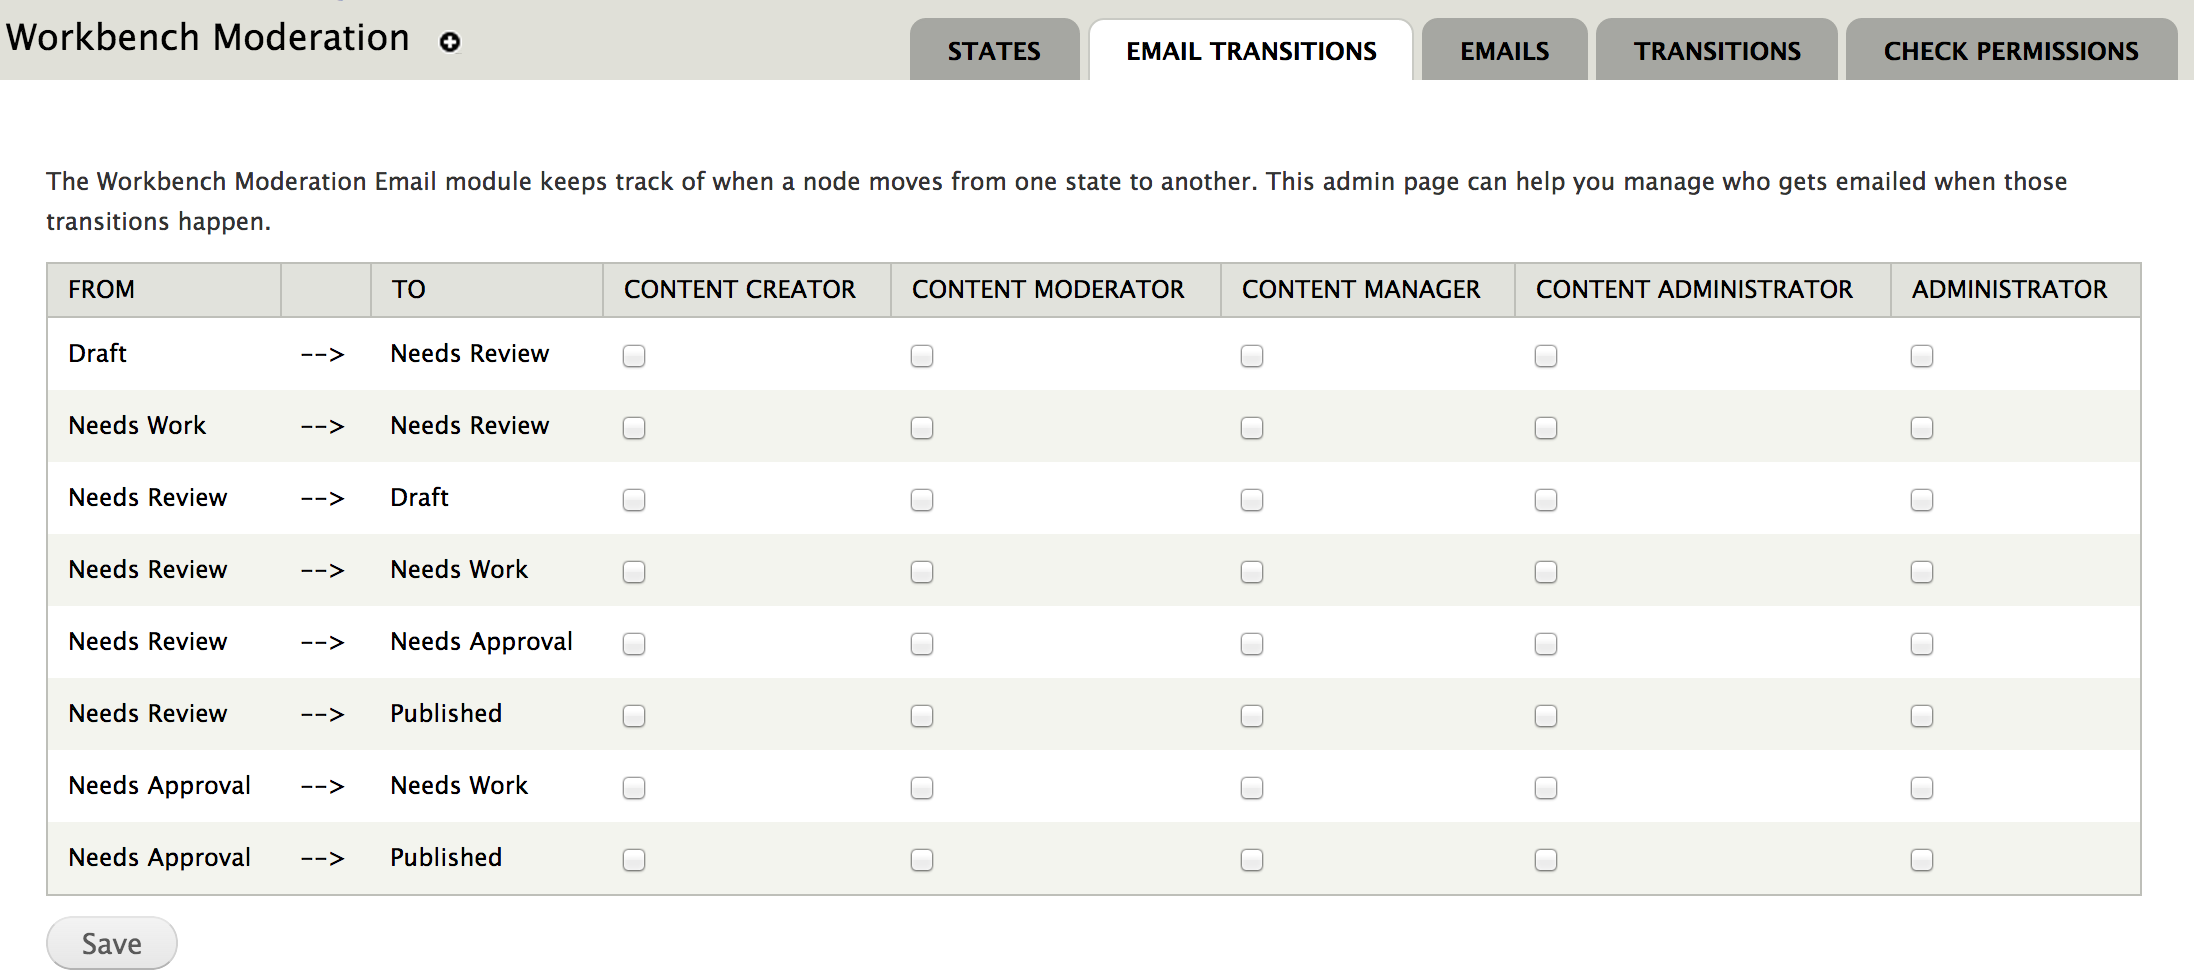 Workbench Moderation
STATES EMAIL TRANSITIONS EMAILS TRANSITIONS CHECK PERMISSIONS
The Workbench Moderation Email module keeps track of when a node moves from one state to another. This admin page can help you manage who gets emailed when those
transitions happen.
FROM TO CONTENT CREATOR CONTENT MODERATOR CONTENT MANAGER CONTENT ADMINISTRATOR ADMINISTRATOR
Draft --> Needs Review
Needs Work --> Needs Review
Needs Review --> Draft
Needs Review --> Needs Work
Needs Review --> Needs Approval
Needs Review --> Published
Needs Approval --> Needs Work
Needs Approval --> Published
Save